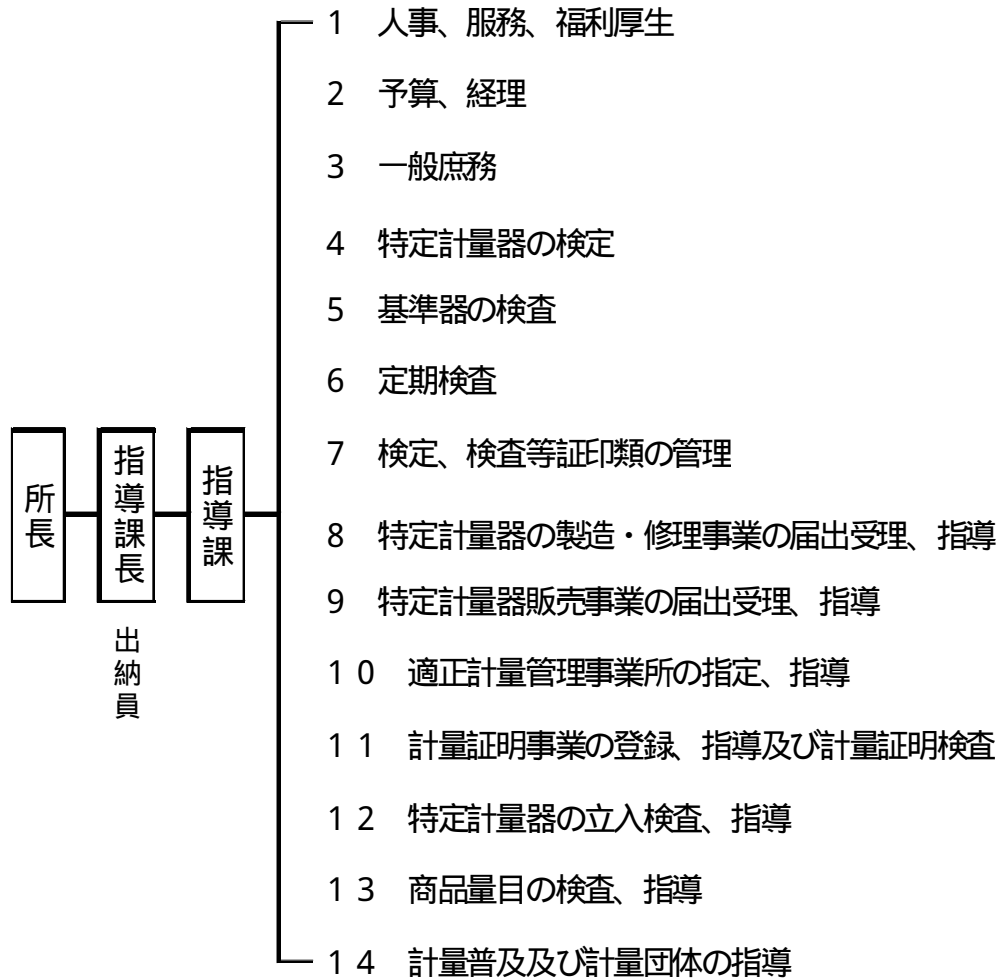 所長
指導課長
出納員
指導課
1 人事、服務、福利厚生
2 予算、経理
3 一般庶務
4 特定計量器の検定
5 基準器の検査
6 定期検査
7 検定、検査等証印類の管理
8 特定計量器の製造・修理事業の届出受理、指導
9 特定計量器販売事業の届出受理、指導
10 適正計量管理事業所の指定、指導
11 計量証明事業の登録、指導及び計量証明検査
12 特定計量器の立入検査、指導
13 商品量目の検査、指導
14 計量普及及び計量団体の指導